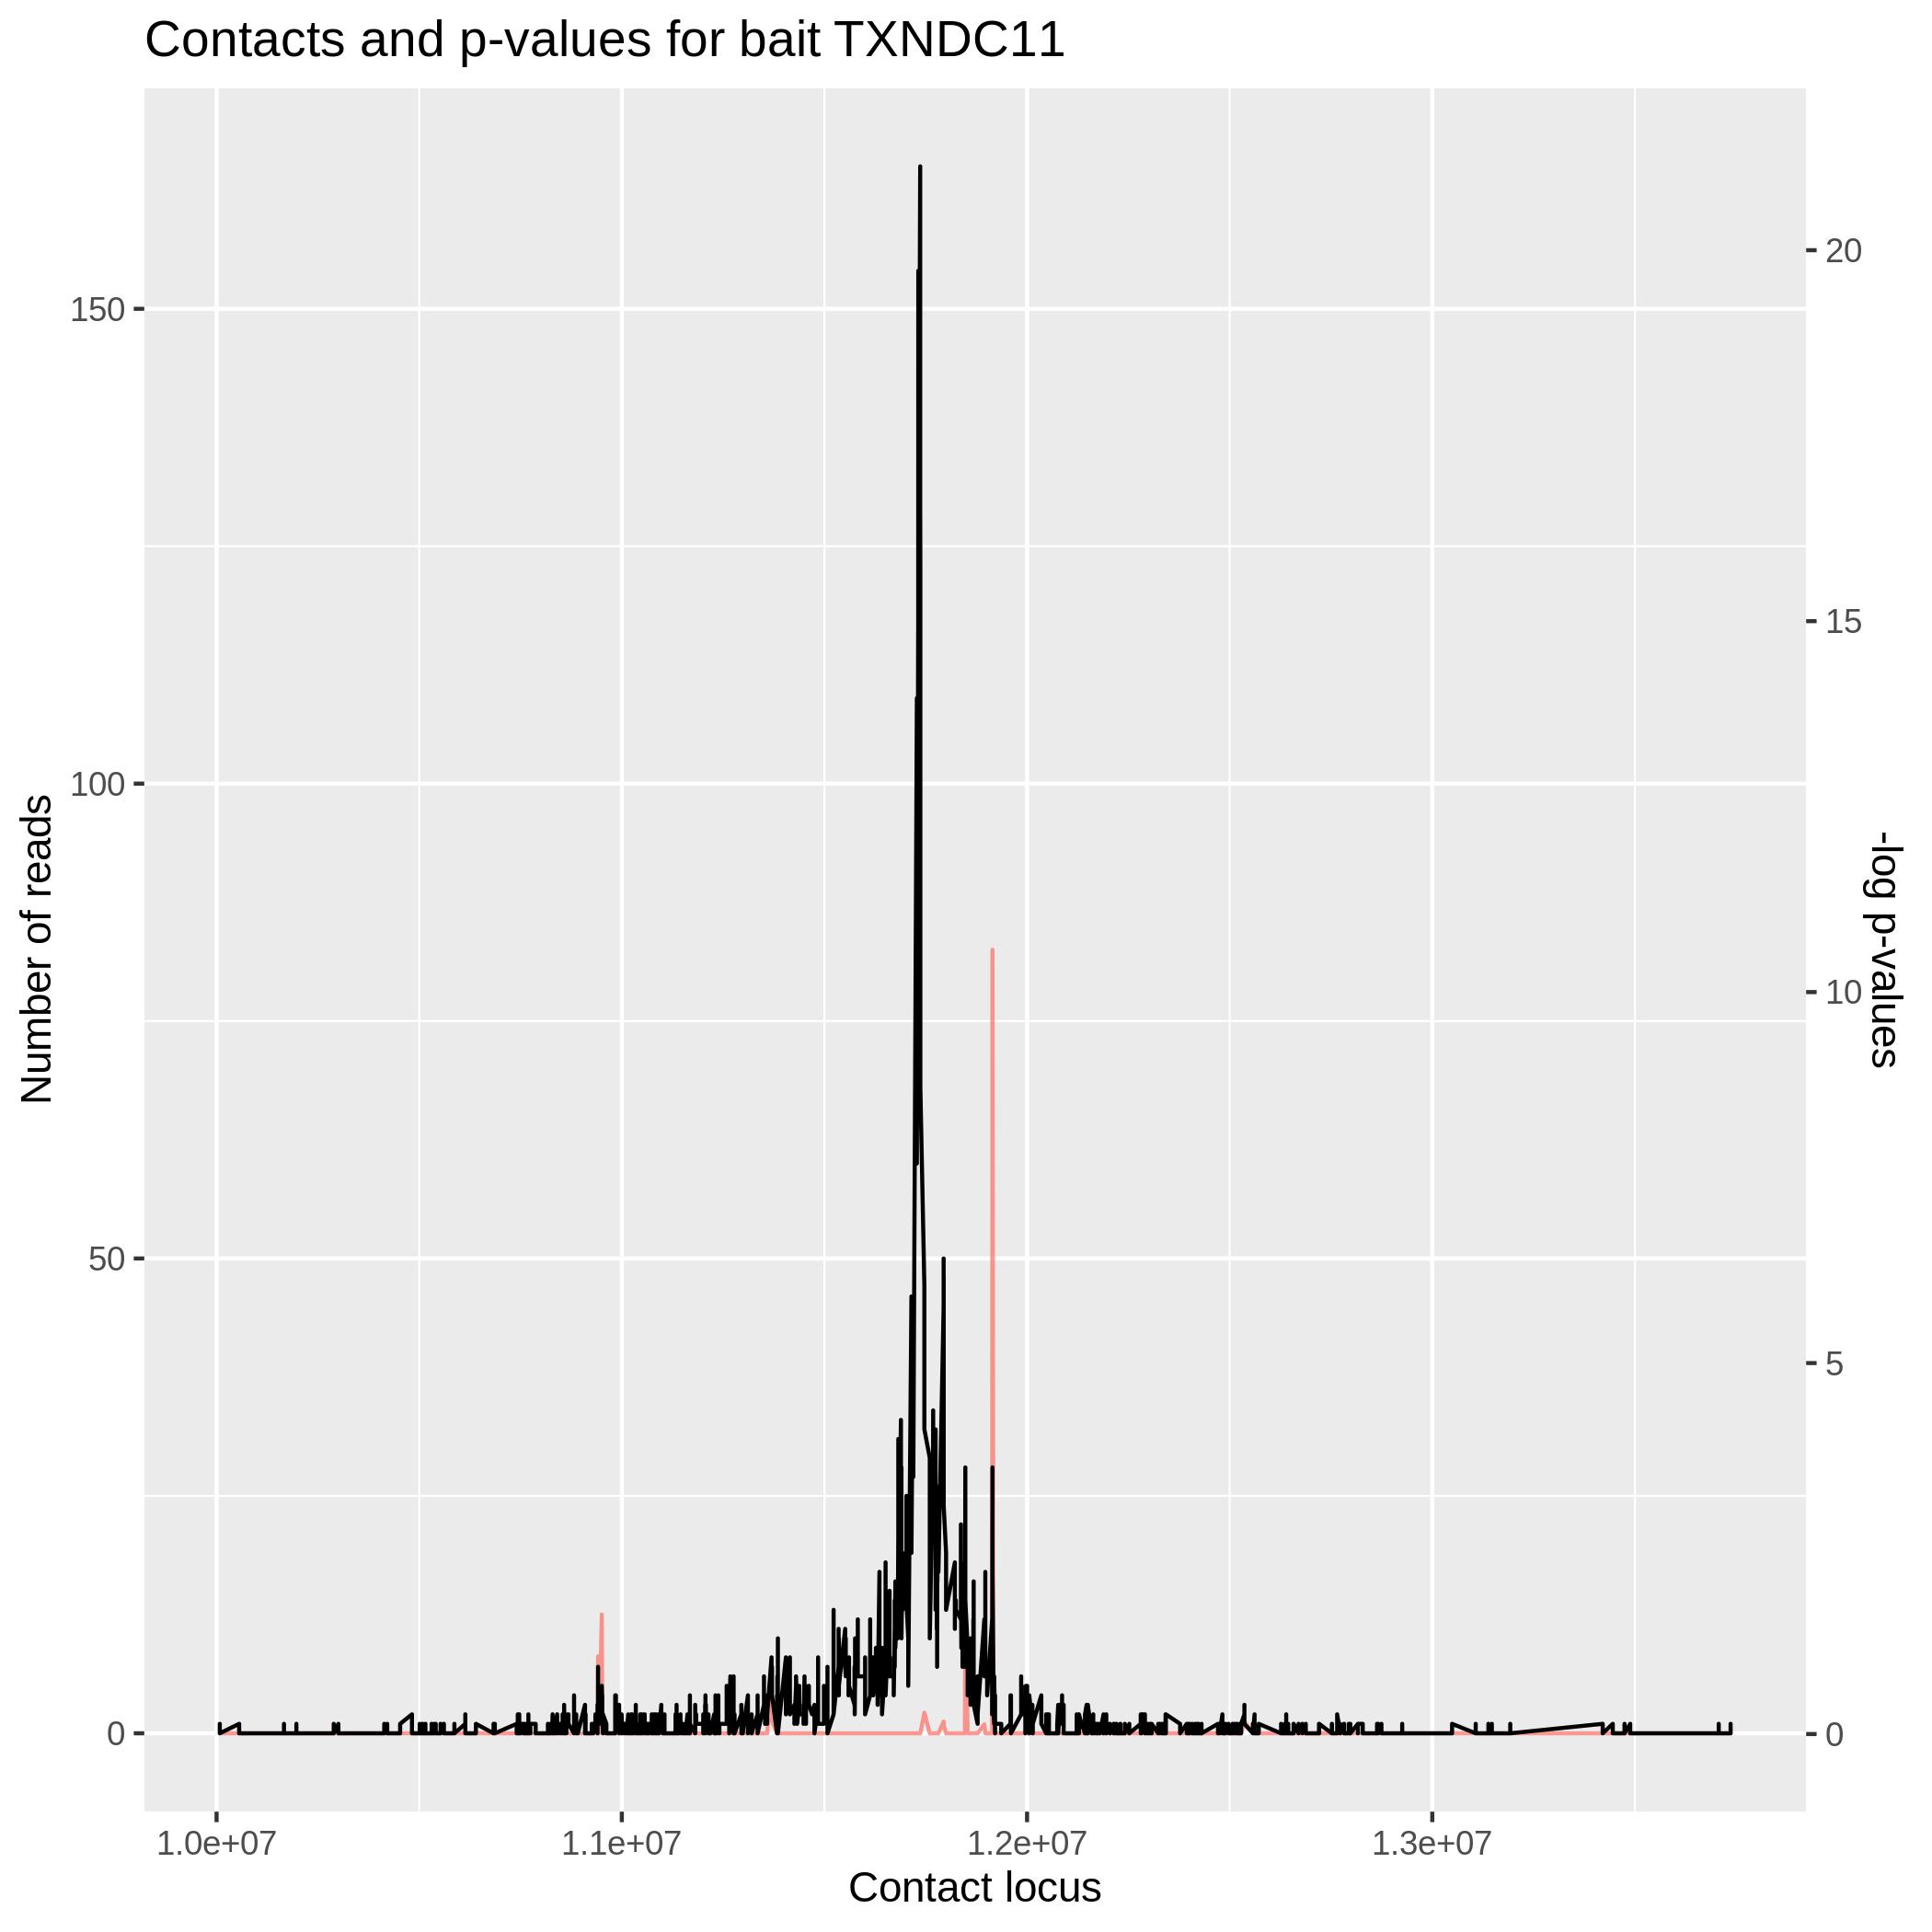 Contacts and p-values for bait TXNDC11
Number of reads
150
100
50
0
20
15
10
5
0
-log p-values
1.0e+07
1.1e+07
1.2e+07
1.3e+07
Contact locus